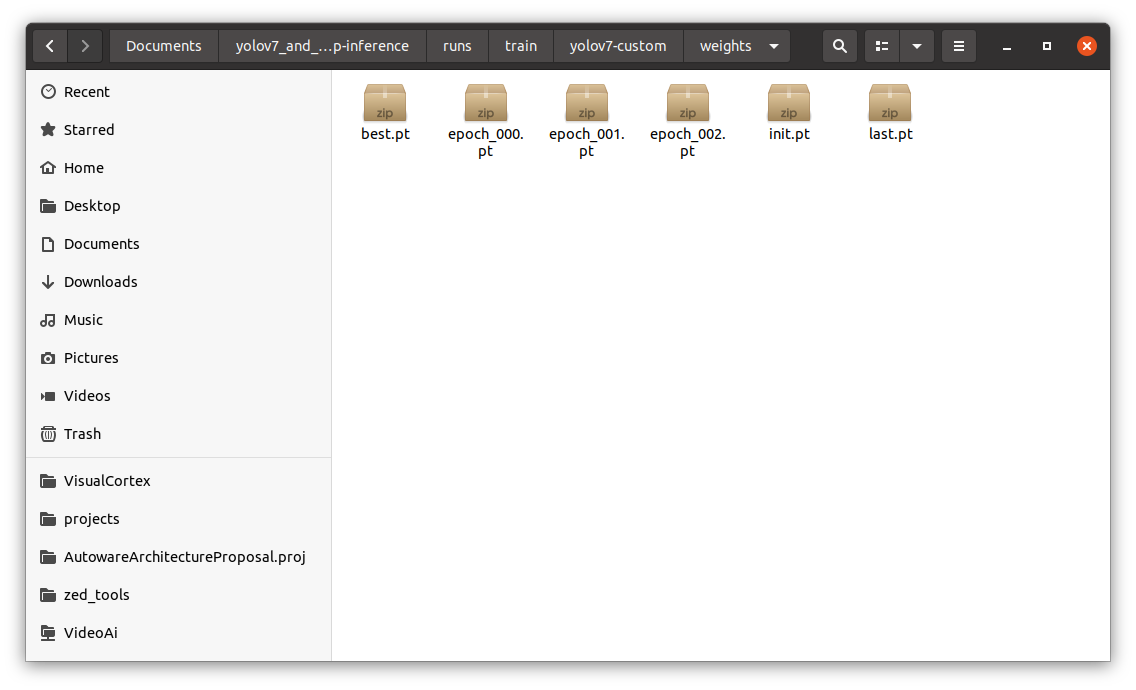 Documents
yolov7_and_...p-inference
runs
train
yolov7-custom
weights
Recent
Starred
Home
Desktop
Documents
Downloads
Music
Pictures
Videos
Trash
VisualCortex
projects
AutowareArchitectureProposal.proj
zed_tools
VideoAi
zip
best.pt
zip
epoch_000.
pt
zip
epoch_001.
pt
zip
epoch_002.
pt
zip
init.pt
zip
last.pt